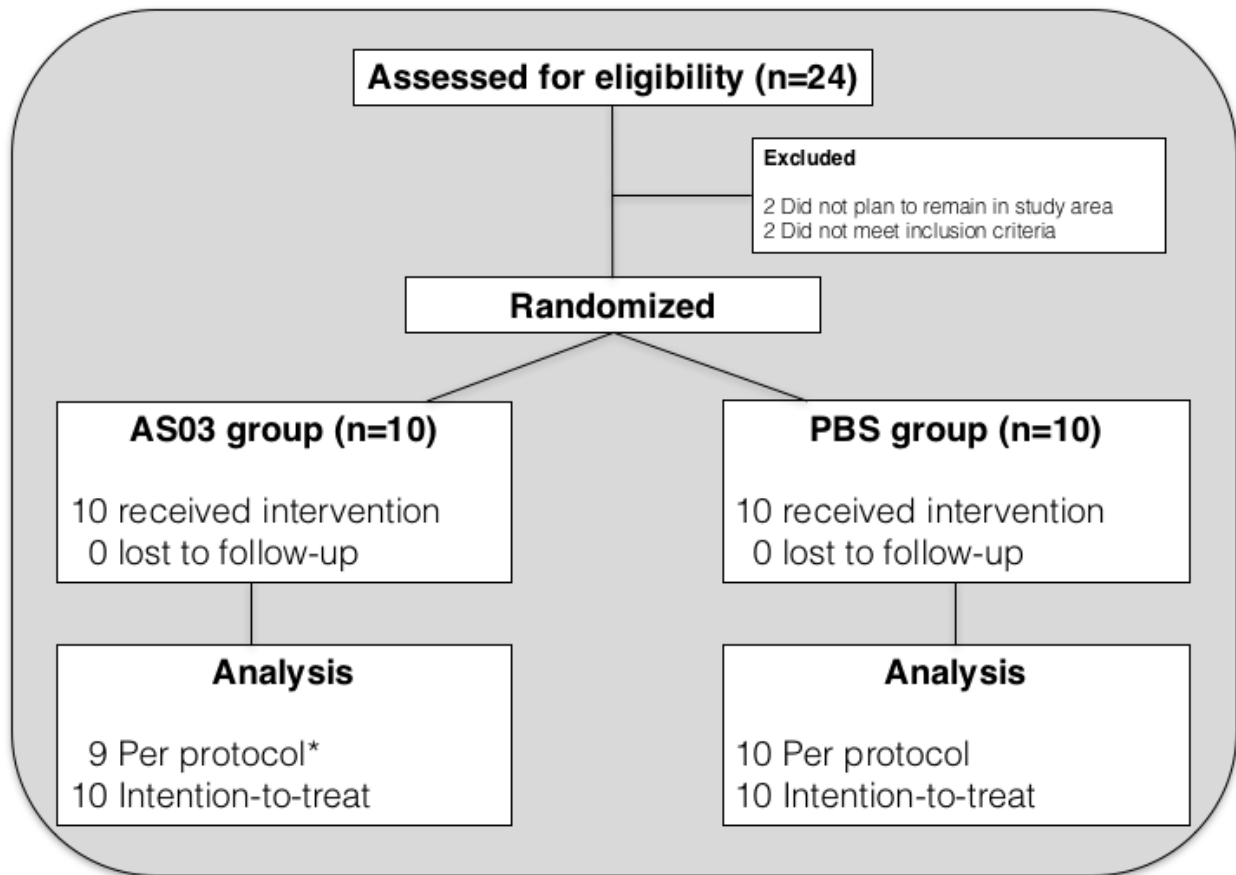 Assessed for eligibility (n=24)
Excluded
2 Did not plan to remain in study area
2 Did not meet inclusion criteria
Randomized
AS03 group (n=10)
10 received intervention
0 lost to follow-up
PBS group (n=10)
10 received intervention
0 lost to follow-up
Analysis
9 Per protocol*
10 Intention-to-treat
Analysis
10 Per protocol
10 Intention-to-treat